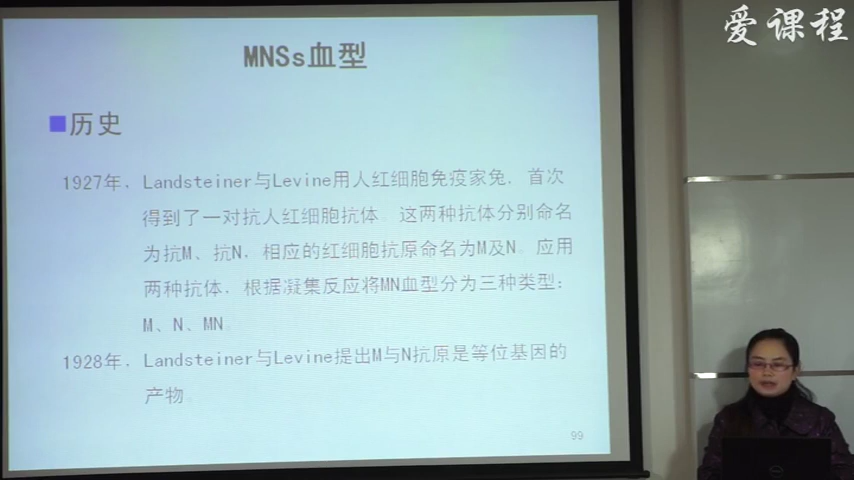 爱课程
MNSs血型
历史
1927年，Landsteiner与Levine用人红细胞免疫家兔，首次
得到了一对抗人红细胞抗体。这两种抗体分别命名
为抗M、抗N，相应的红细胞抗原命名为M及N。应用
两种抗体，根据凝集反应将MN血型分为三种类型：
M、N、MN。
1928年，Landsteiner与Levine提出M与N抗原是等位基因的
产物。
99